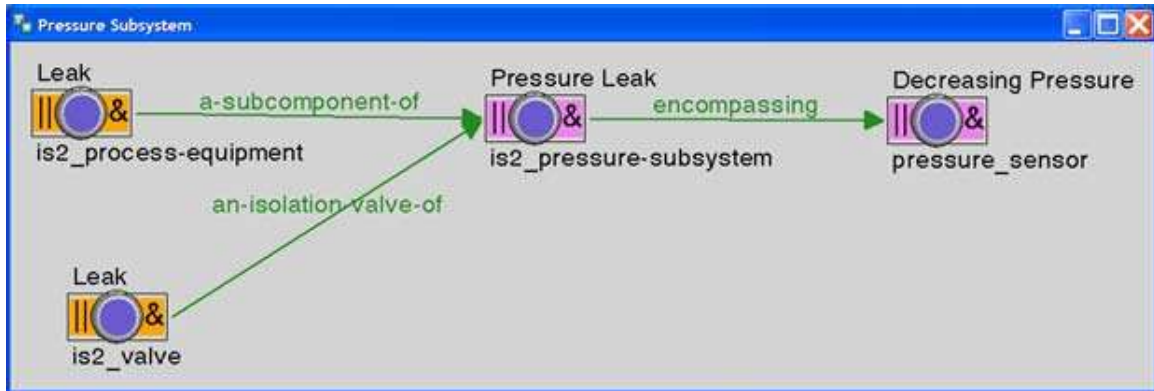 Pressure Subsystem
Leak
&
is2_process-equipment
a-subcomponent-of
Pressure Leak
&
is2_pressure-subsystem
encompassing
Decreasing Pressure
&
pressure_sensor
an-isolation-valve-of
Leak
&
is2_valve